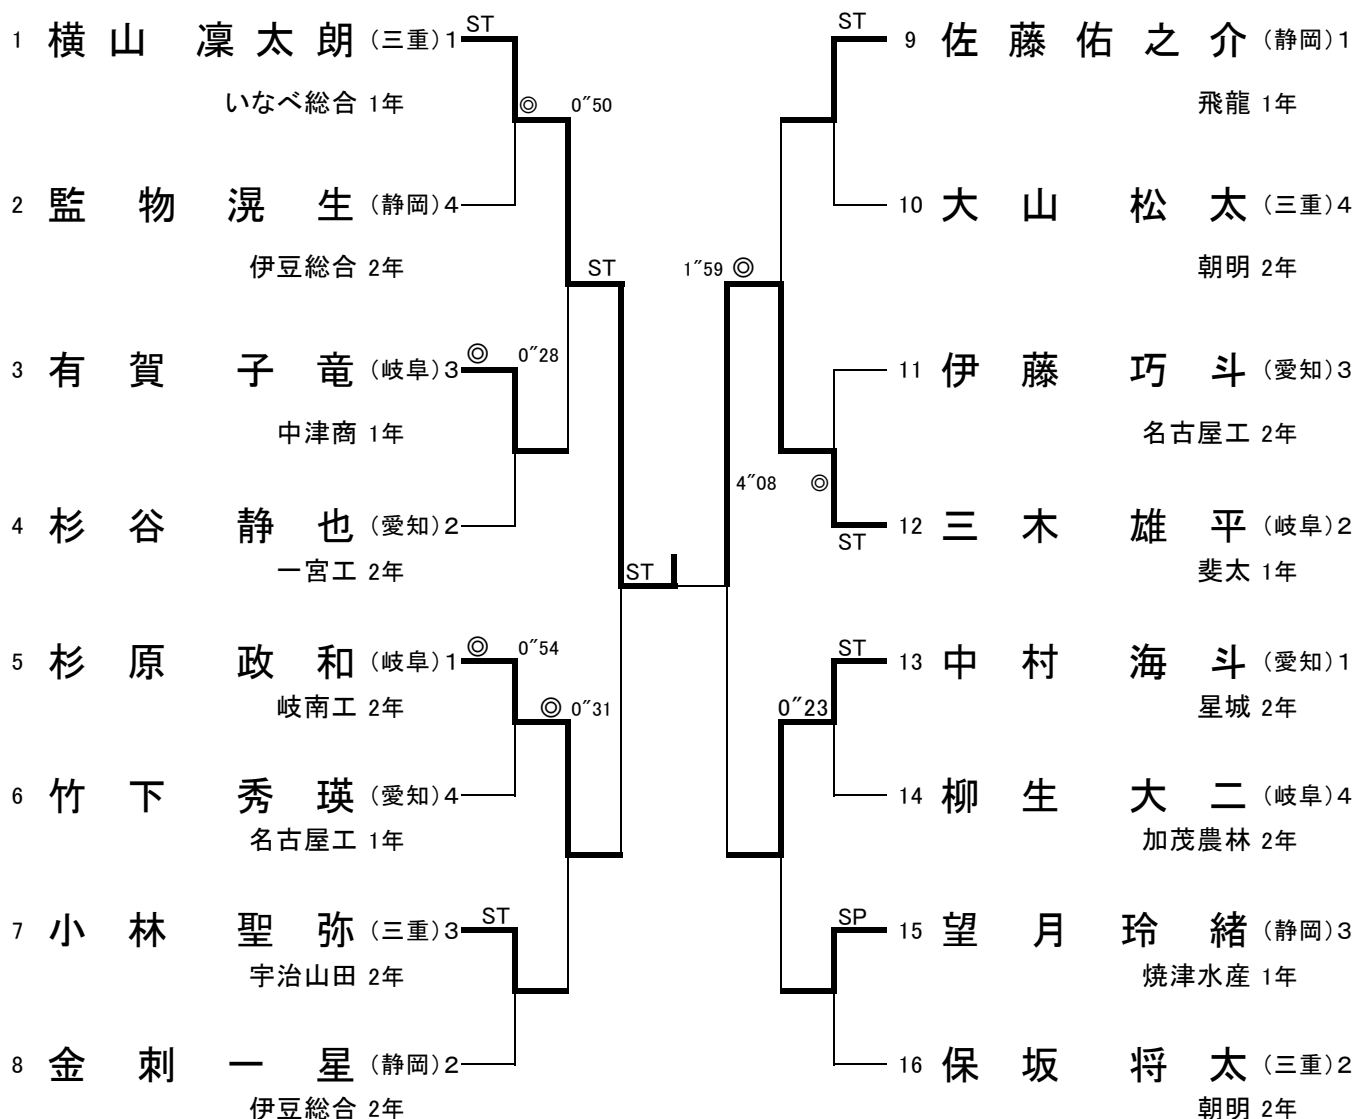 ST
1 横山 凜太朗 (三重) 1
いなべ総合 1年
◎ 0″50
2 監物 滉生 (静岡) 4
伊豆総合 2年
ST
3 有賀 子竜 (岐阜) 3
◎ 0″28
中津商 1年
4 杉谷 静也 (愛知) 2
一宮工 2年
ST
5 杉原 政和 (岐阜) 1
◎ 0″54
岐南工 2年
◎ 0″31
6 竹下 秀瑛 (愛知) 4
名古屋工 1年
7 小林 聖弥 (三重) 3
ST
宇治山田 2年
8 金刺 一星 (静岡) 2
伊豆総合 2年
ST
9 佐藤佑之介 (静岡) 1
飛龍 1年
10 大山 松太 (三重) 4
朝明 2年
1″59 ◎
11 伊藤 巧斗 (愛知) 3
名古屋工 2年
4″08 ◎
12 三木 雄平 (岐阜) 2
ST
斐太 1年
ST
13 中村 海斗 (愛知) 1
星城 2年
0″23
14 柳生 大二 (岐阜) 4
加茂農林 2年
SP
15 望月 玲緒 (静岡) 3
焼津水産 1年
16 保坂 将太 (三重) 2
朝明 2年